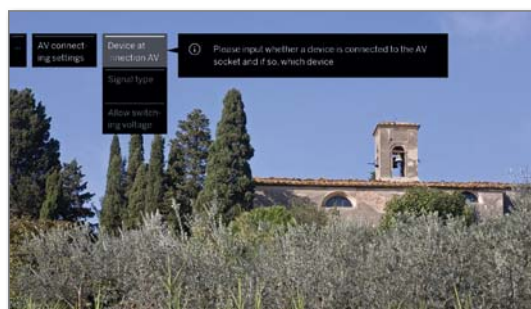 ...
AV connect-
ing settings
Device at
nnection AV
Signal type
Allow switch-
ing voltage
Please input whether a device is connected to the AV
socket and if so, which device